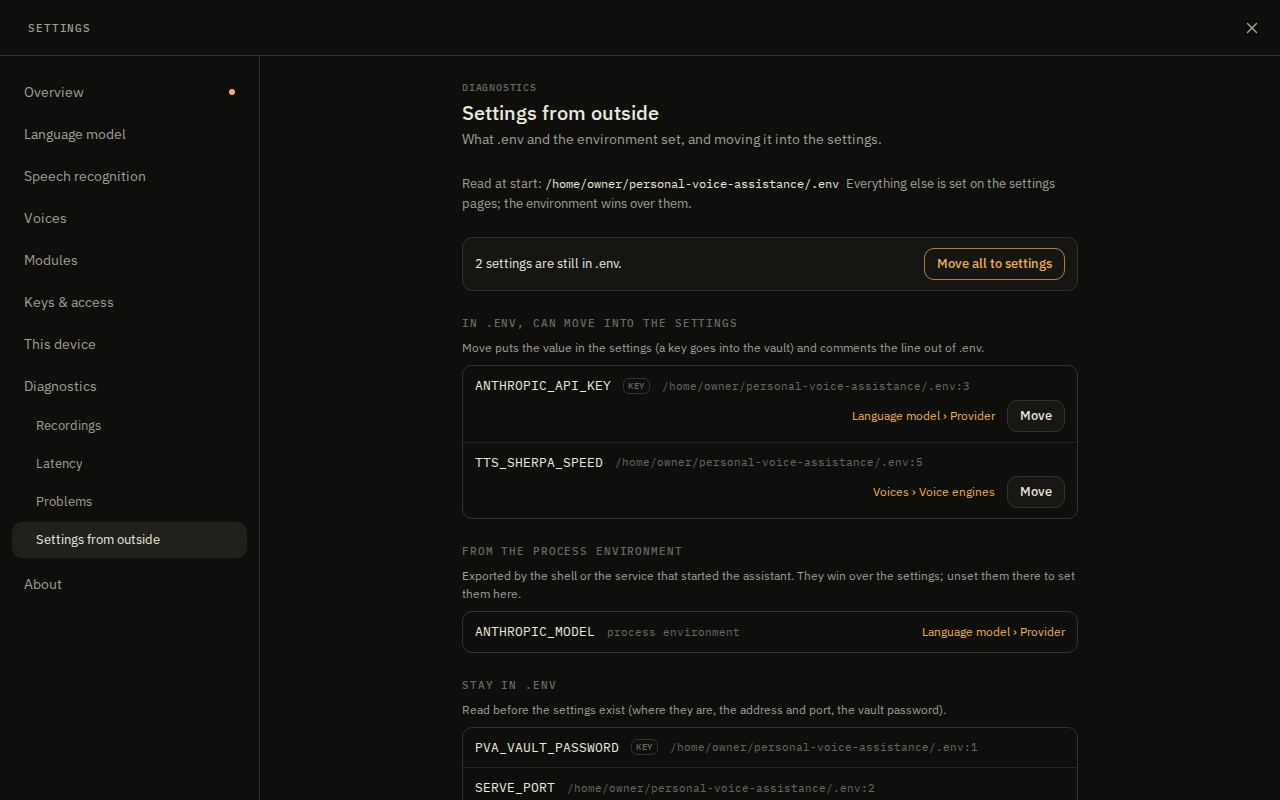 SETTINGS
Overview
Language model
Speech recognition
Voices
Modules
Keys & access
This device
Diagnostics
Recordings
Latency
Problems
Settings from outside
About
DIAGNOSTICS
Settings from outside
What .env and the environment set, and moving it into the settings.
Read at start: /home/owner/personal-voice-assistance/.env Everything else is set on the settings
pages; the environment wins over them.
2 settings are still in .env.
Move all to settings
IN .ENV, CAN MOVE INTO THE SETTINGS
Move puts the value in the settings (a key goes into the vault) and comments the line out of .env.
ANTHROPIC_API_KEY KEY /home/owner/personal-voice-assistance/.env:3
Language model › Provider Move
TTS_SHERPA_SPEED /home/owner/personal-voice-assistance/.env:5
Voices › Voice engines Move
FROM THE PROCESS ENVIRONMENT
Exported by the shell or the service that started the assistant. They win over the settings; unset them there to set
them here.
ANTHROPIC_MODEL process environment Language model › Provider
STAY IN .ENV
Read before the settings exist (where they are, the address and port, the vault password).
PVA_VAULT_PASSWORD KEY /home/owner/personal-voice-assistance/.env:1
SERVE_PORT /home/owner/personal-voice-assistance/.env:2